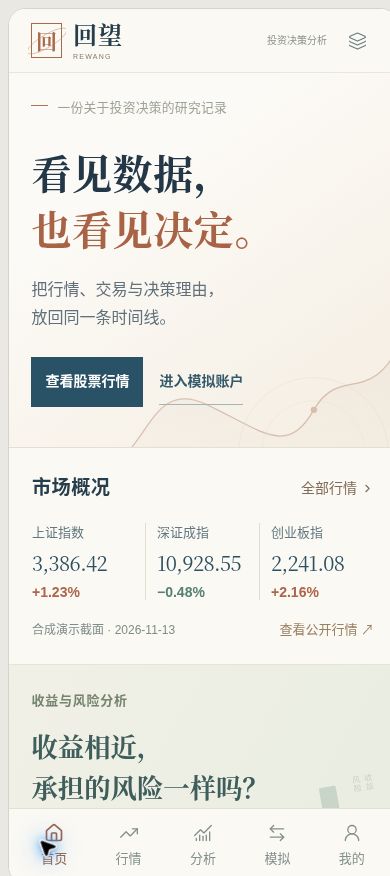 回 回望
REWANG
投资决策分析
一份关于投资决策的研究记录
看见数据，
也看见决定。
把行情、交易与决策理由，
放回同一条时间线。
查看股票行情 进入模拟账户
市场概况 全部行情
上证指数 深证成指 创业板指
3,386.42 10,928.55 2,241.08
+1.23% −0.48% +2.16%
合成演示截面 · 2026-11-13 查看公开行情 ↗
收益与风险分析
收益相近，
承担的风险一样吗？
首页 行情 分析 模拟 我的